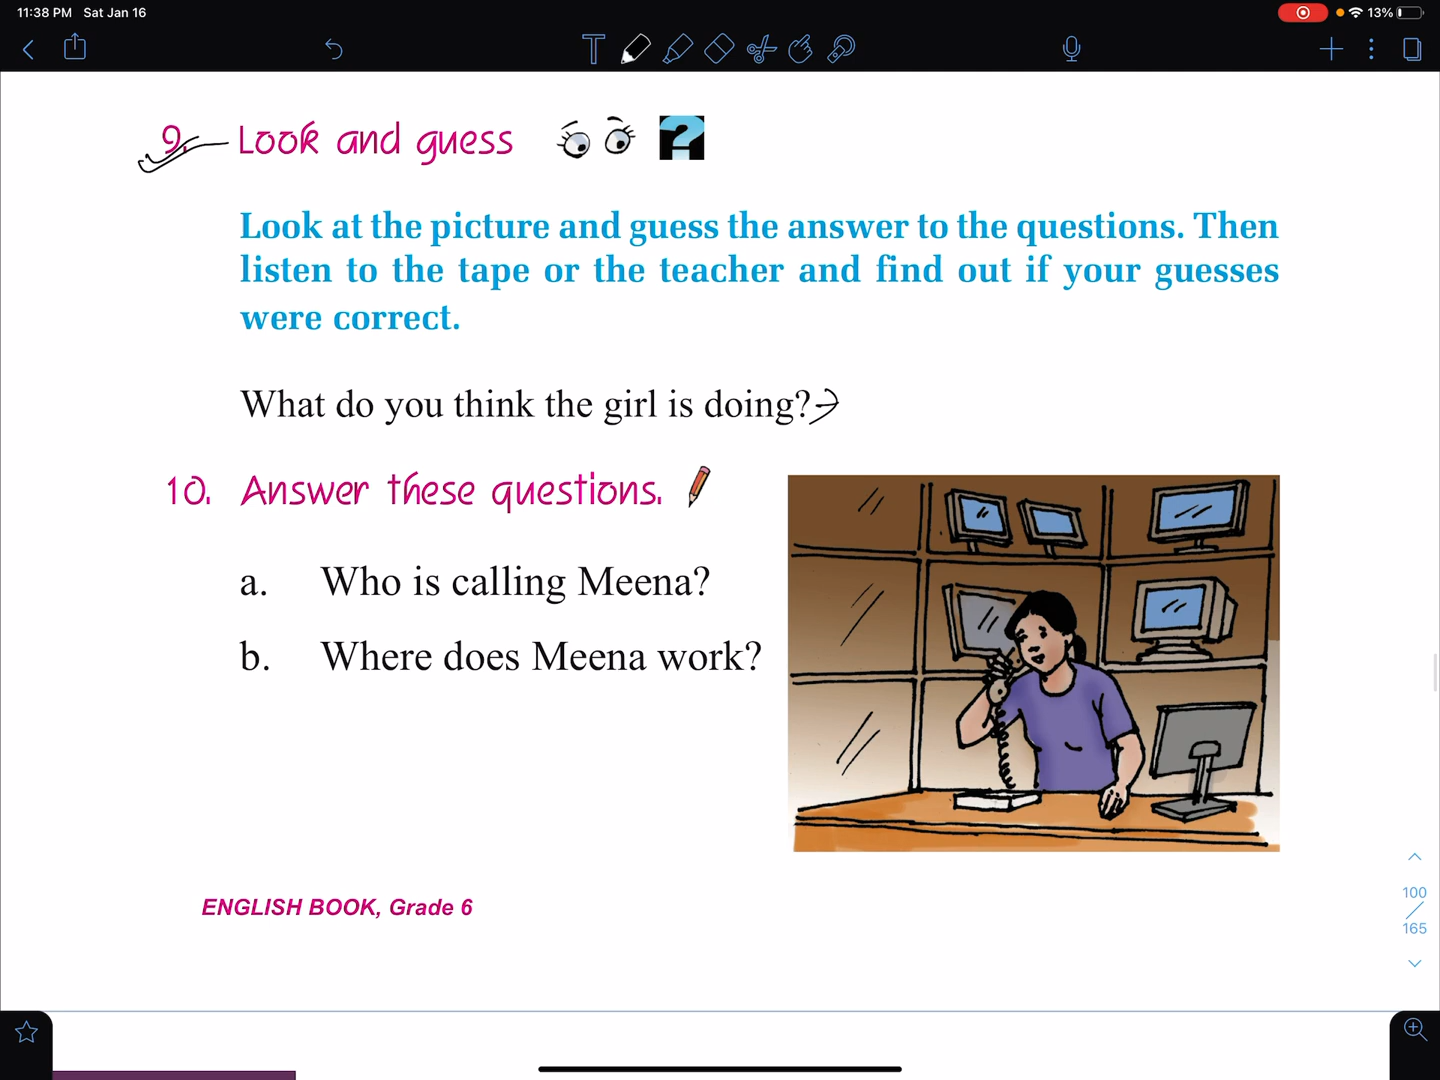 11:38 PM Sat Jan 16
13%
9. Look and guess
?
Look at the picture and guess the answer to the questions. Then
listen to the tape or the teacher and find out if your guesses
were correct.
What do you think the girl is doing?
10. Answer these questions.
a. Who is calling Meena?
b. Where does Meena work?
ENGLISH BOOK, Grade 6
100
165